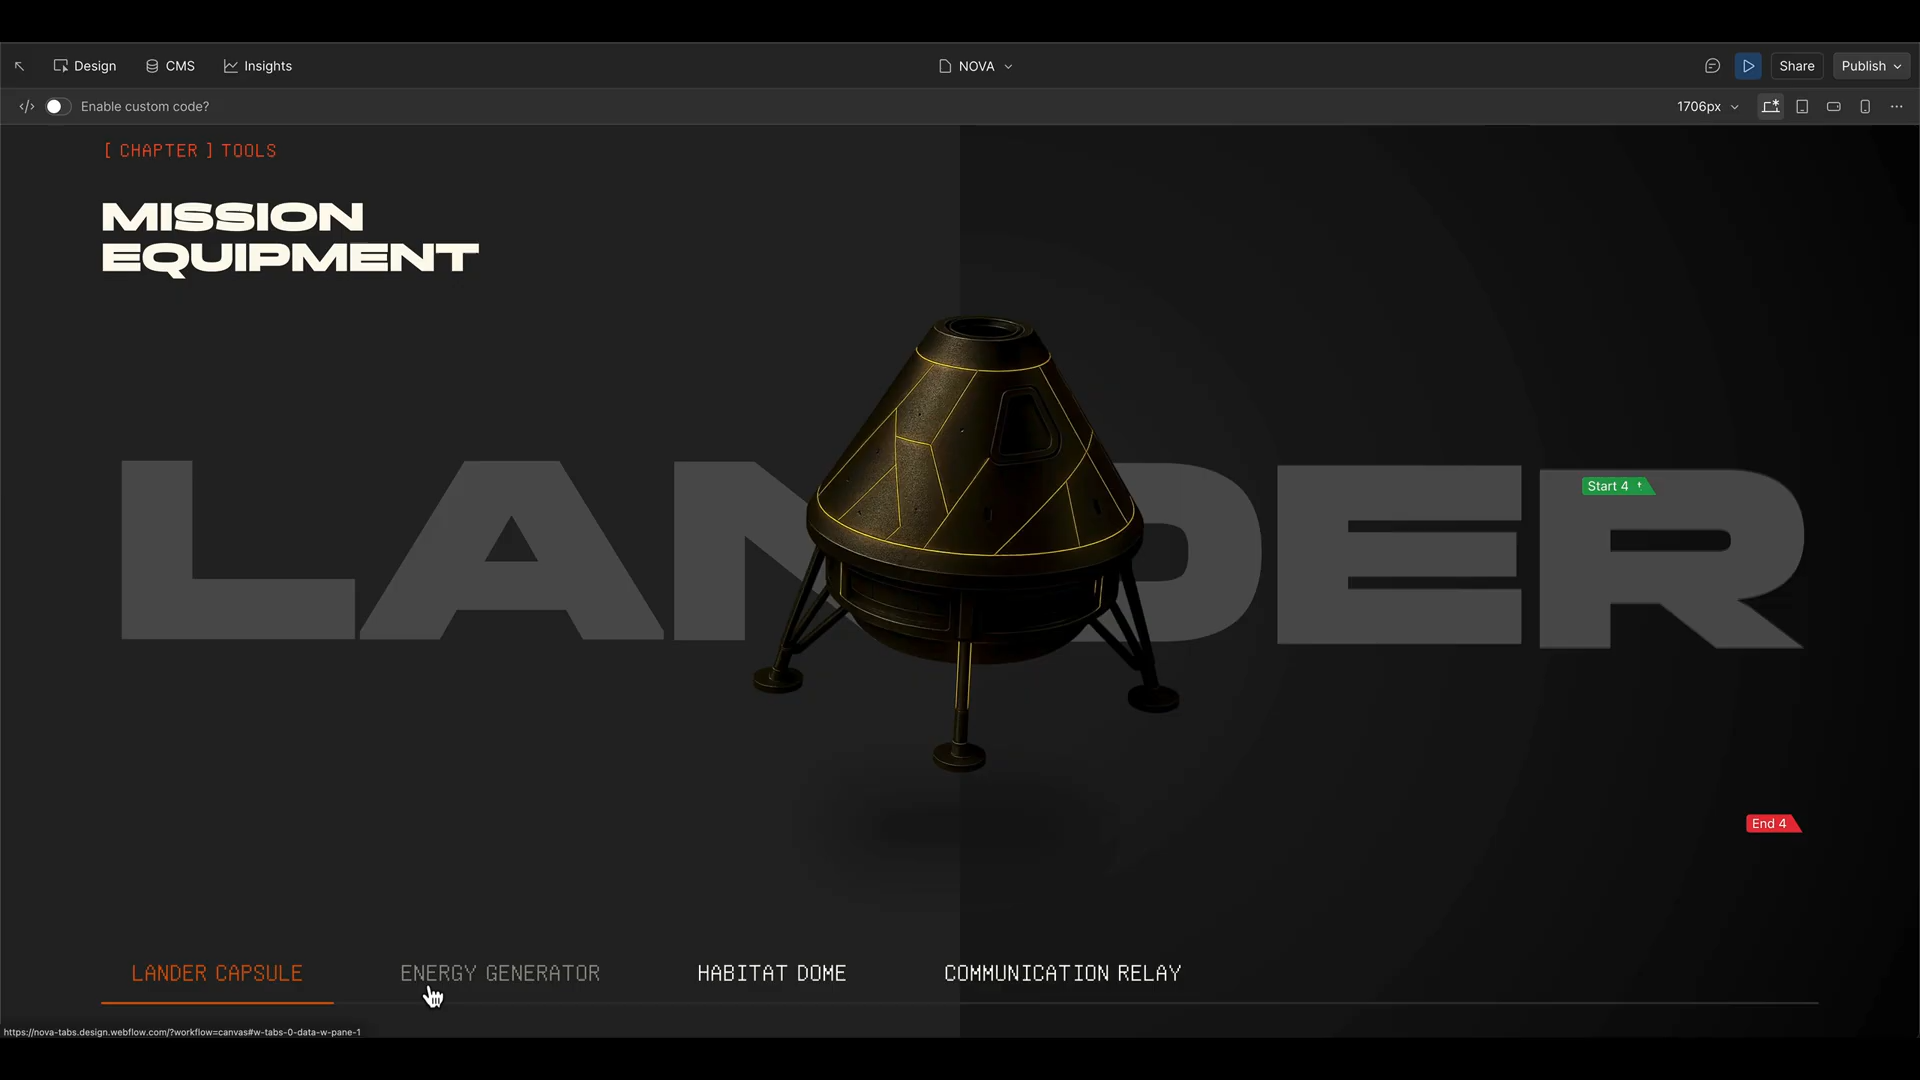 Design CMS Insights NOVA Share Publish
</> Enable custom code? 1706px
[ CHAPTER ] TOOLS
MISSION
EQUIPMENT
LANDER
Start 4
End 4
LANDER CAPSULE ENERGY GENERATOR HABITAT DOME COMMUNICATION RELAY
https://nova-tabs.design.webflow.com/?workflow=canvas#w-tabs-0-data-w-pane-1